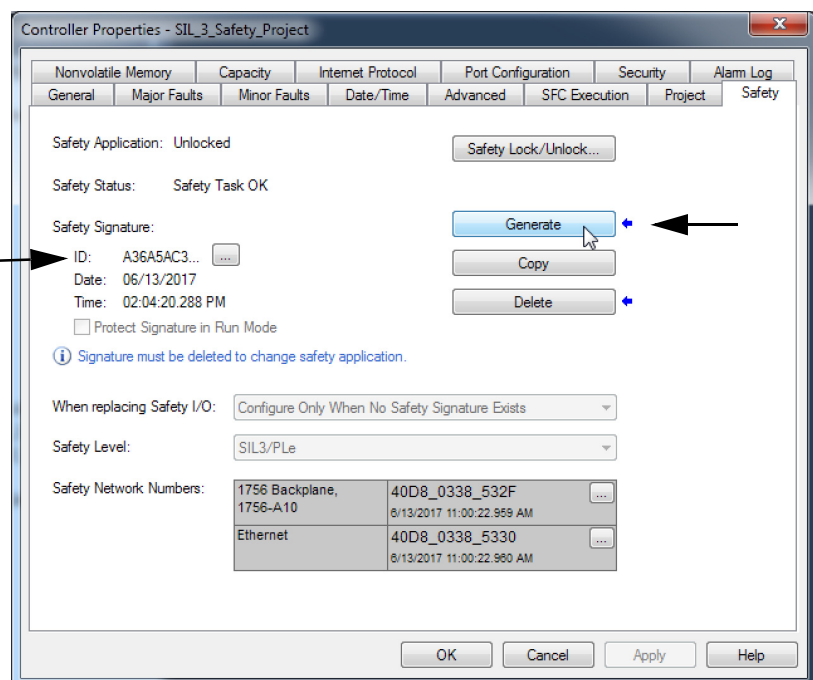 Controller Properties - SIL_3_Safety_Project
Nonvolatile Memory Capacity Internet Protocol Port Configuration Security Alarm Log
General Major Faults Minor Faults Date/Time Advanced SFC Execution Project Safety
Safety Application: Unlocked
Safety Lock/Unlock...
Safety Status: Safety Task OK
Safety Signature:
Generate
ID: A36A5AC3... ...
Copy
Date: 06/13/2017
Time: 02:04:20.288 PM
Delete
Protect Signature in Run Mode
Signature must be deleted to change safety application.
When replacing Safety I/O: Configure Only When No Safety Signature Exists
Safety Level: SIL3/PLe
Safety Network Numbers:
1756 Backplane,
1756-A10
40D8_0338_532F ...
6/13/2017 11:00:22.959 AM
Ethernet
40D8_0338_5330 ...
6/13/2017 11:00:22.960 AM
OK Cancel Apply Help